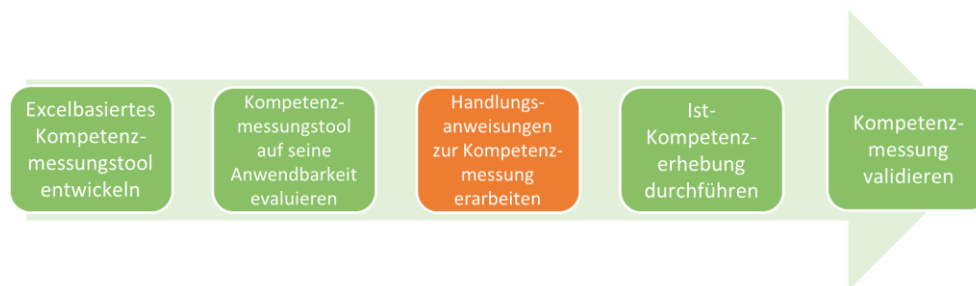 Excelbasiertes
Kompetenz-
messungstool
entwickeln
Kompetenz-
messungstool
auf seine
Anwendbarkeit
evaluieren
Handlungs-
anweisungen
zur Kompetenz-
messung
erarbeiten
Ist-
Kompetenz-
erhebung
durchführen
Kompetenz-
messung
validieren